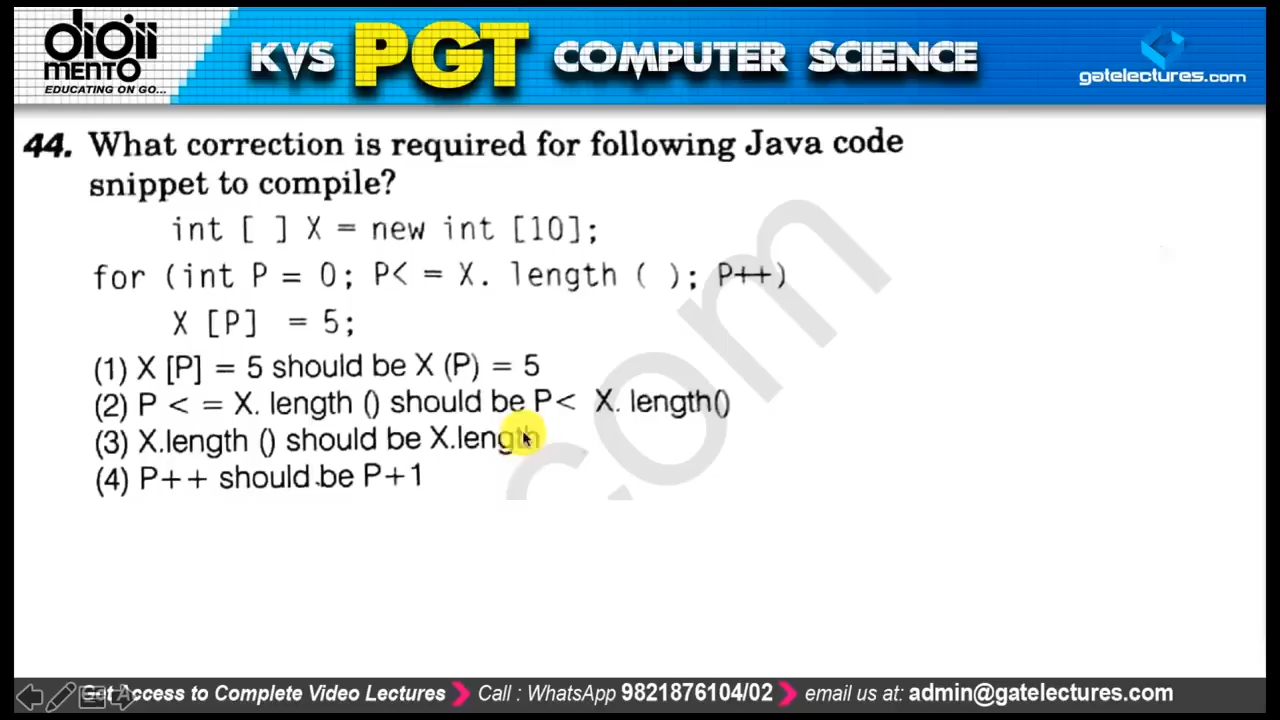 digii
MENTO
EDUCATING ON GO...
KVS PGT COMPUTER SCIENCE
gatelectures.com
44. What correction is required for following Java code
snippet to compile?
int [ ] X = new int [10];
for (int P = 0; P< = X. length ( ); P++)
X [P] = 5;
(1) X [P] = 5 should be X (P) = 5
(2) P < = X. length () should be P< X. length()
(3) X.length () should be X.length
(4) P++ should be P+1
.com
Get Access to Complete Video Lectures Call : WhatsApp 9821876104/02 email us at: admin@gatelectures.com